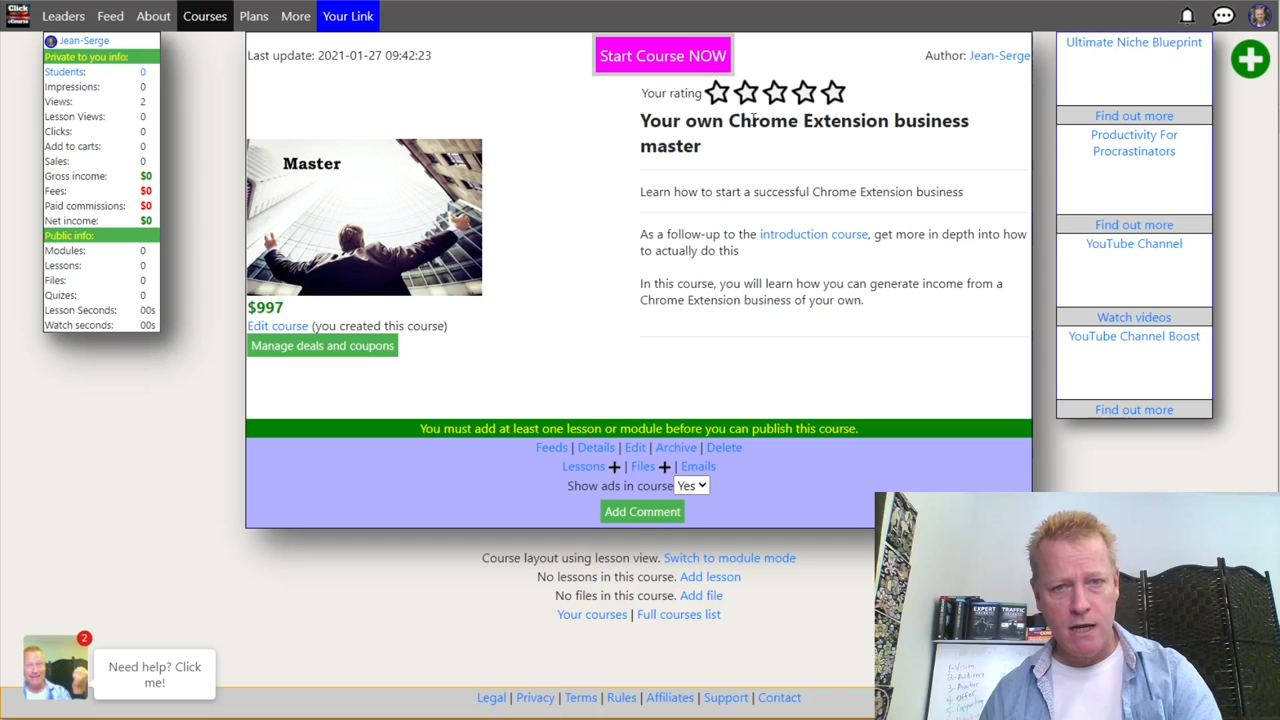 Click
eCourse
Leaders Feed About Courses Plans More Your Link
Jean-Serge
Private to you info:
Students: 0
Impressions: 0
Views: 2
Lesson Views: 0
Clicks: 0
Add to carts: 0
Sales: 0
Gross income: $0
Fees: $0
Paid commissions: $0
Net income: $0
Public info:
Modules: 0
Lessons: 0
Files: 0
Quizes: 0
Lesson Seconds: 00s
Watch seconds: 00s
Last update: 2021-01-27 09:42:23
Start Course NOW
Author: Jean-Serge
Your rating
Your own Chrome Extension business
master
Learn how to start a successful Chrome Extension business
As a follow-up to the introduction course, get more in depth into how
to actually do this
In this course, you will learn how you can generate income from a
Chrome Extension business of your own.
Master
$997
Edit course (you created this course)
Manage deals and coupons
You must add at least one lesson or module before you can publish this course.
Feeds | Details | Edit | Archive | Delete
Lessons + | Files + | Emails
Show ads in course Yes
Add Comment
Course layout using lesson view. Switch to module mode
No lessons in this course. Add lesson
No files in this course. Add file
Your courses | Full courses list
Ultimate Niche Blueprint
Find out more
Productivity For
Procrastinators
Find out more
YouTube Channel
Watch videos
YouTube Channel Boost
Find out more
2
Need help? Click
me!
EXPERT
SECRETS
TRAFFIC
SECRETS
Legal | Privacy | Terms | Rules | Affiliates | Support | Contact